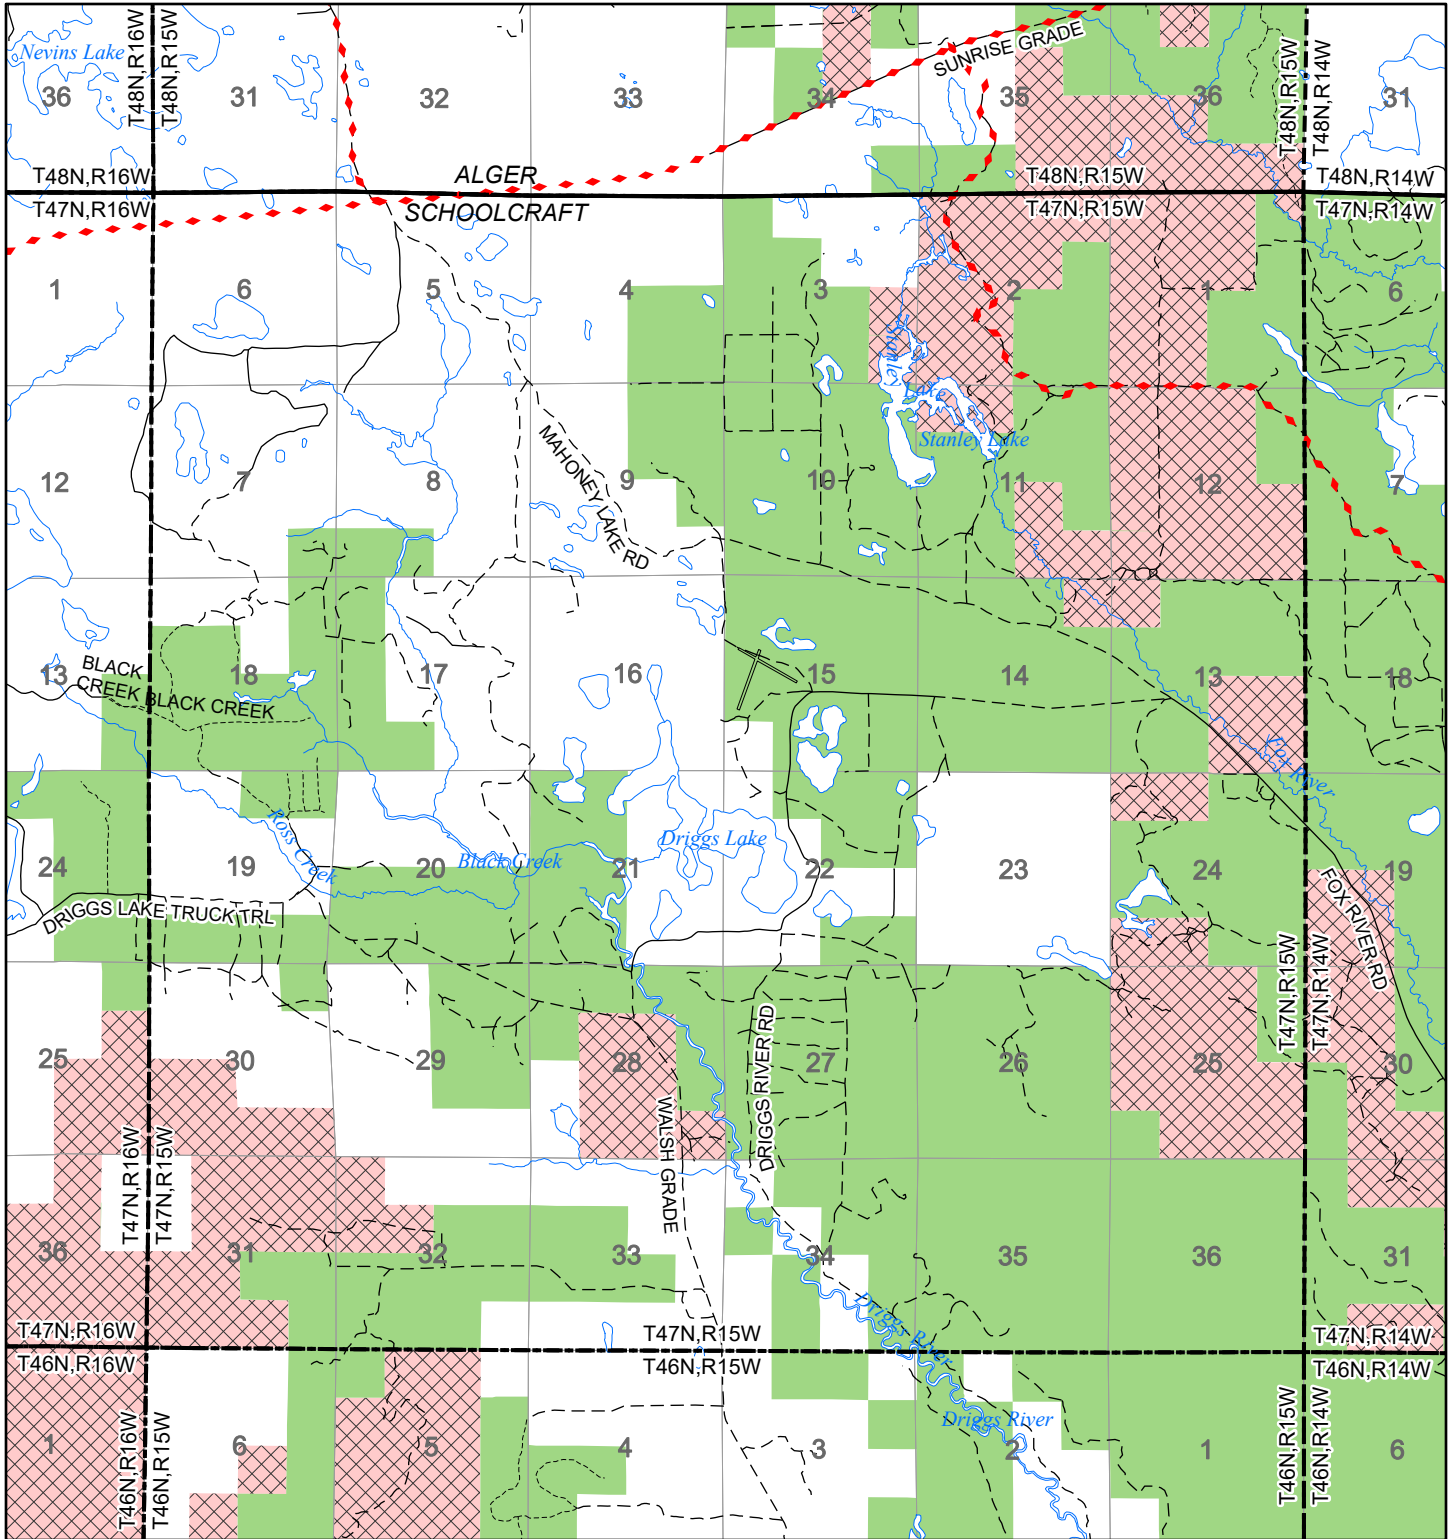 Nevins Lake
T48N,R16W
T48N,R15W
SUNRISE GRADE
T48N,R15W
T48N,R14W
36
31
32
33
34
35
36
31
T48N,R16W
ALGER
T48N,R15W
T48N,R14W
T47N,R16W
SCHOOLCRAFT
T47N,R15W
T47N,R14W
1
6
5
4
3
2
1
6
Stanley
Lake
Stanley Lake
MAHONEY LAKE RD
12
7
8
9
10
11
12
7
BLACK
CREEK
BLACK CREEK
13
18
17
16
15
14
13
18
Fox River
Ross Creek
Black Creek
Driggs Lake
24
19
20
21
22
23
24
19
DRIGGS LAKE TRUCK TRL
FOX RIVER RD
T47N,R15W
T47N,R14W
25
30
29
28
27
26
25
30
WALSH GRADE
DRIGGS RIVER RD
T47N,R16W
T47N,R15W
36
31
32
33
34
35
36
31
Driggs River
T47N,R16W
T47N,R15W
T47N,R14W
T46N,R16W
T46N,R15W
T46N,R14W
Driggs River
T46N,R16W
T46N,R15W
T46N,R15W
T46N,R14W
1
6
5
4
3
2
1
6